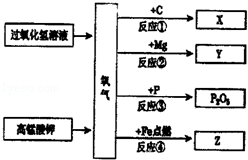 过氧化氢溶液
高锰酸钾
氧气
+C
反应①
X
+Mg
反应②
Y
+P
反应③
P₂O₅
+Fe点燃
反应④
Z